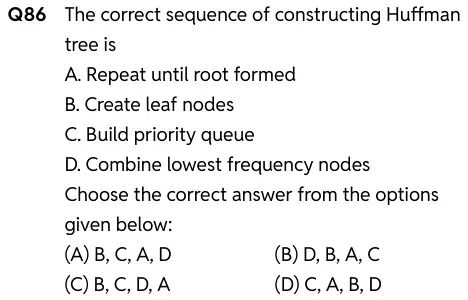 Q86 The correct sequence of constructing Huffman
tree is
A. Repeat until root formed
B. Create leaf nodes
C. Build priority queue
D. Combine lowest frequency nodes
Choose the correct answer from the options
given below:
(A) B, C, A, D (B) D, B, A, C
(C) B, C, D, A (D) C, A, B, D